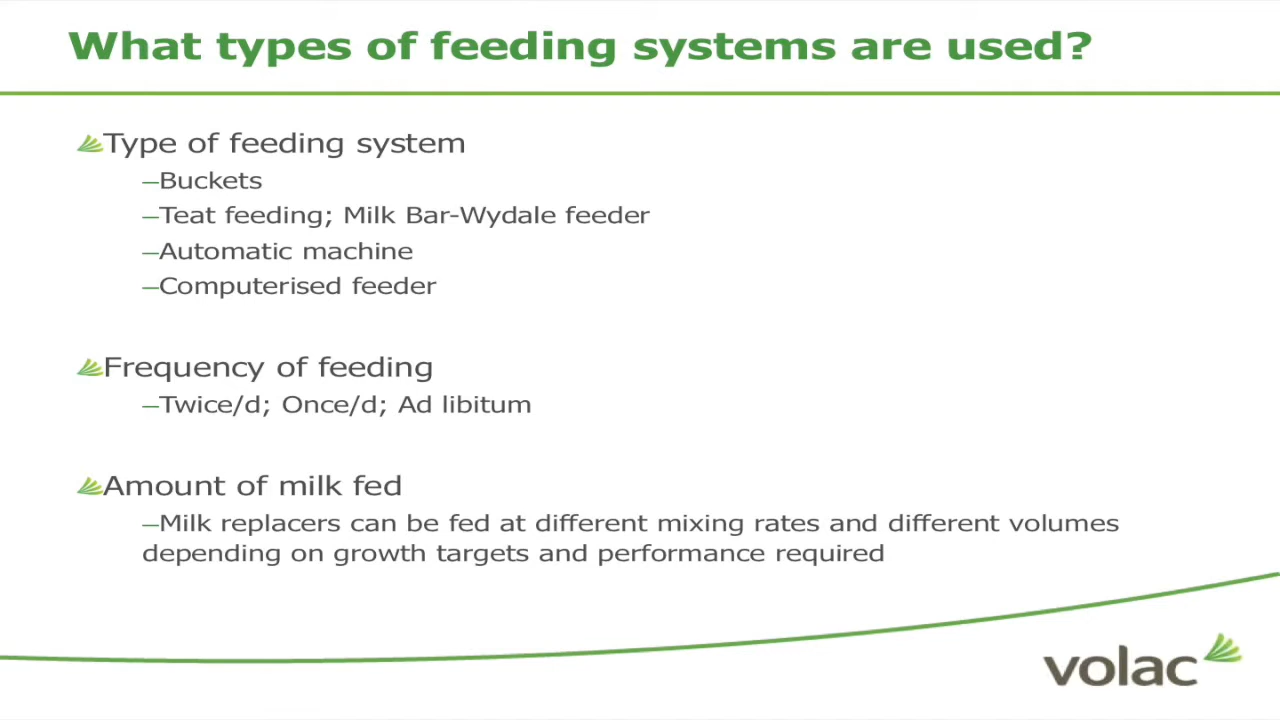 What types of feeding systems are used?
Type of feeding system
–Buckets
–Teat feeding; Milk Bar-Wydale feeder
–Automatic machine
–Computerised feeder
Frequency of feeding
–Twice/d; Once/d; Ad libitum
Amount of milk fed
–Milk replacers can be fed at different mixing rates and different volumes
depending on growth targets and performance required
volac